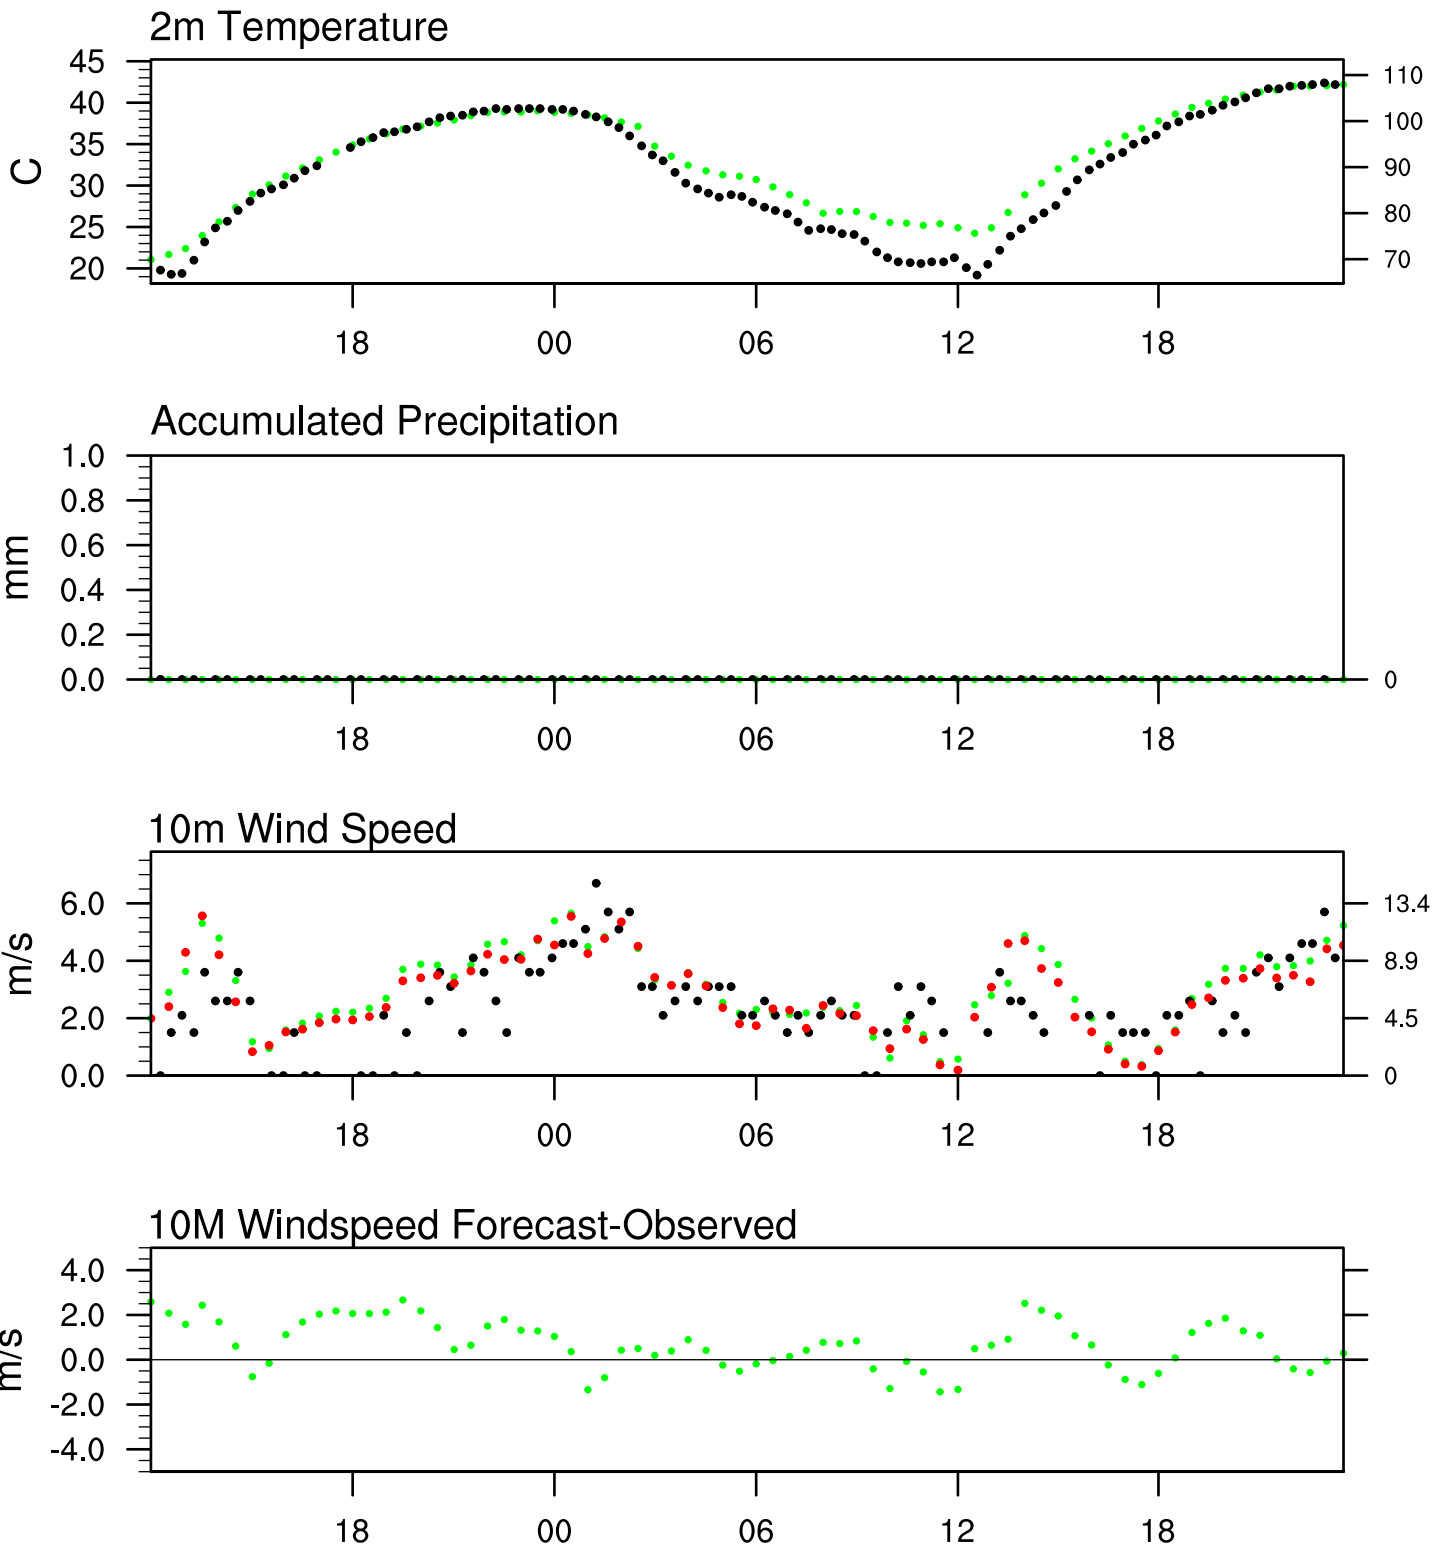 2m Temperature
45
40
35
30
25
20
C
110
100
90
80
70
18 00 06 12 18
Accumulated Precipitation
1.0
0.8
0.6
0.4
0.2
0.0
mm
0
18 00 06 12 18
10m Wind Speed
6.0
4.0
2.0
0.0
m/s
13.4
8.9
4.5
0
18 00 06 12 18
10M Windspeed Forecast-Observed
4.0
2.0
0.0
-2.0
-4.0
m/s
18 00 06 12 18